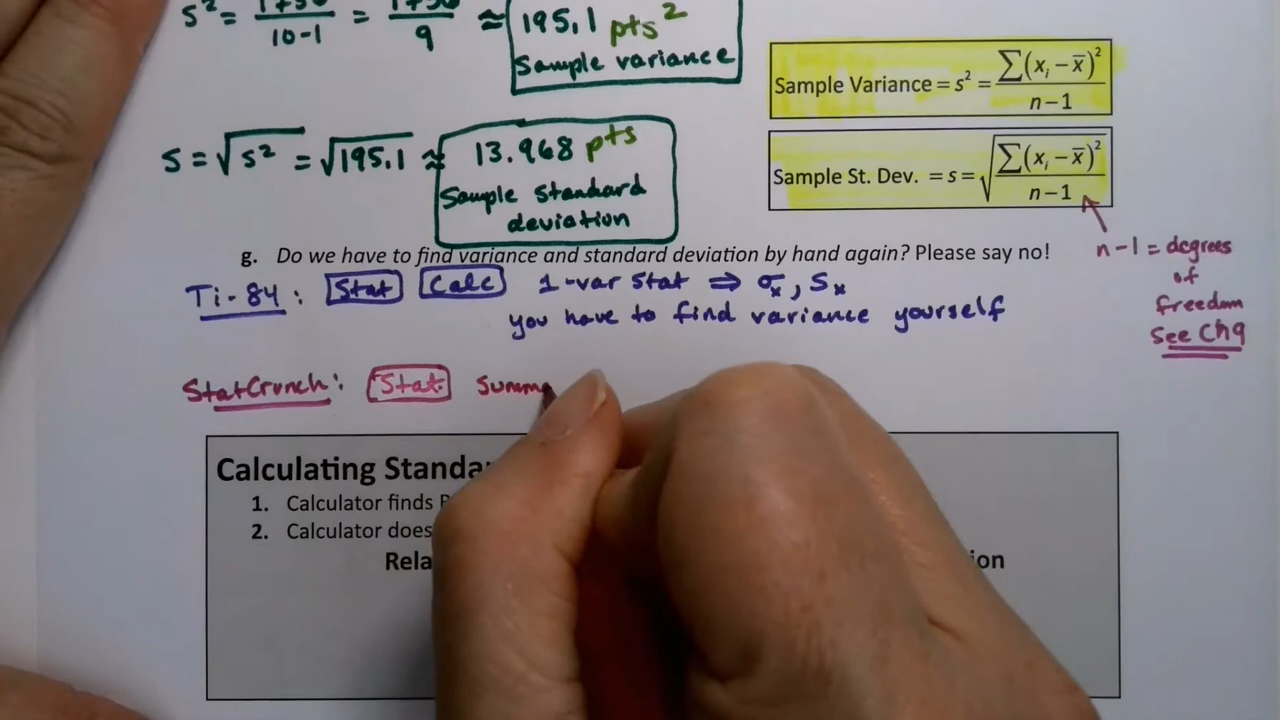 s² = ― = ― ≈ 195.1 pts²
10-1 9
Sample variance
Sample Variance = s² = ∑(xᵢ – x̄)² / n – 1
s = √s² = √195.1 ≈ 13.968 pts
Sample standard
deviation
Sample St. Dev. = s = √∑(xᵢ – x̄)² / n – 1
n-1 = degrees
of
freedom
See Ch9
g. Do we have to find variance and standard deviation by hand again? Please say no!
Ti-84: Stat Calc 1-var Stat ⇒ σx, Sx
you have to find variance yourself
StatCrunch: Stat Summ
Calculating Standa
1. Calculator finds
2. Calculator does
Rela ion